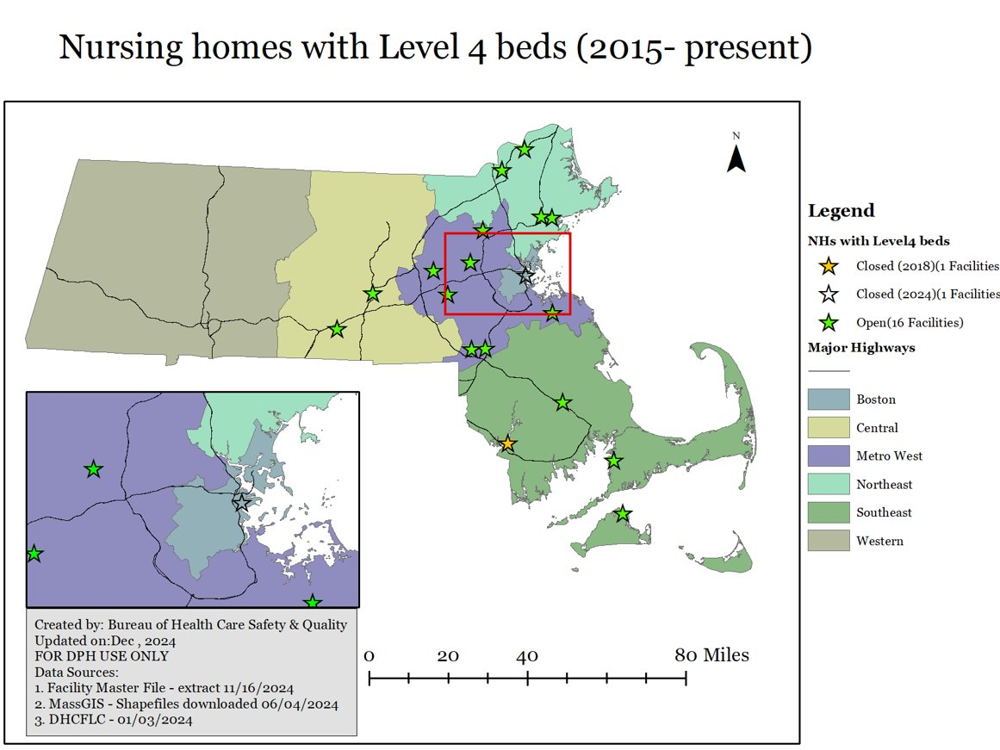 Nursing homes with Level 4 beds (2015- present)
N
Legend
NHs with Level4 beds
Closed (2018)(1 Facilities
Closed (2024)(1 Facilities
Open(16 Facilities)
Major Highways
Boston
Central
Metro West
Northeast
Southeast
Western
Created by: Bureau of Health Care Safety & Quality
Updated on:Dec , 2024
FOR DPH USE ONLY
Data Sources:
1. Facility Master File - extract 11/16/2024
2. MassGIS - Shapefiles downloaded 06/04/2024
3. DHCFLC - 01/03/2024
0 20 40 80 Miles